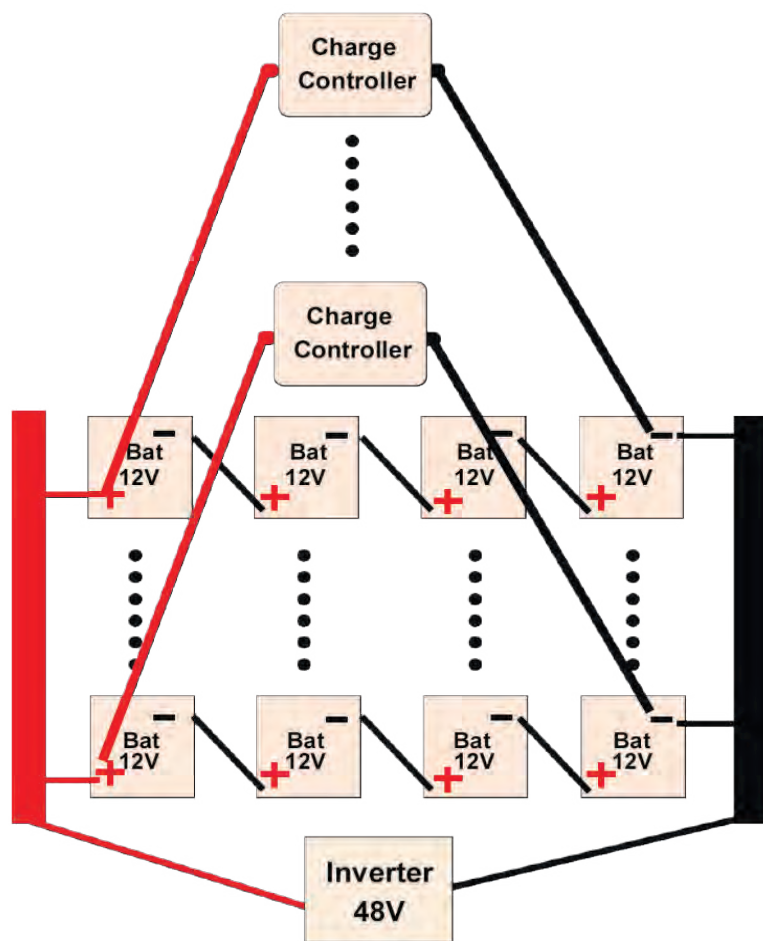 Charge
Controller
Charge
Controller
Bat
12V
Bat
12V
Bat
12V
Bat
12V
Bat
12V
Bat
12V
Bat
12V
Bat
12V
Inverter
48V